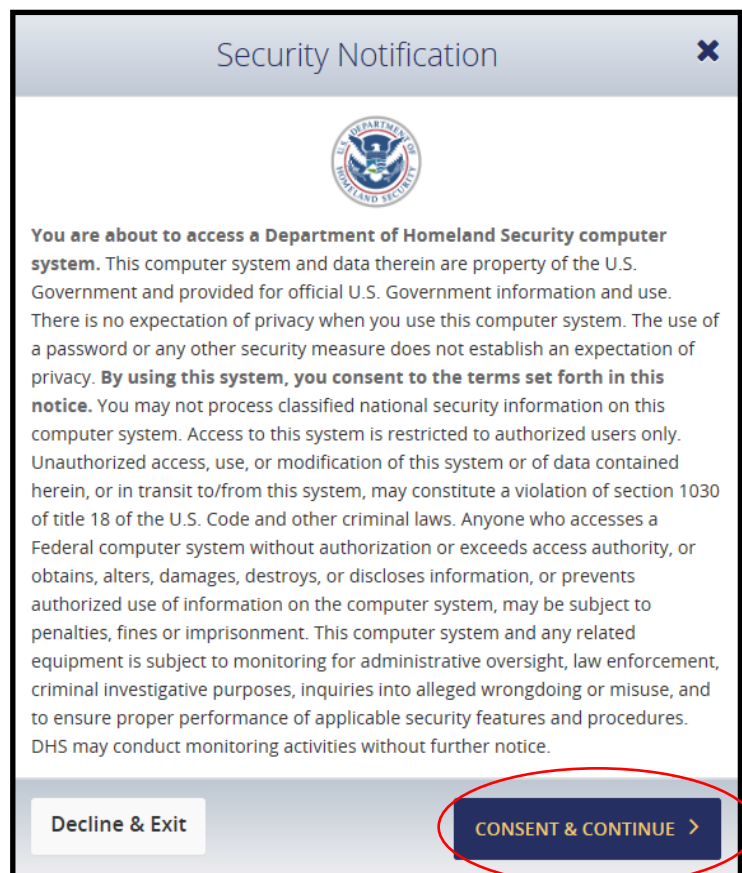 Security Notification
U.S. DEPARTMENT OF
HOMELAND SECURITY
You are about to access a Department of Homeland Security computer
system. This computer system and data therein are property of the U.S.
Government and provided for official U.S. Government information and use.
There is no expectation of privacy when you use this computer system. The use of
a password or any other security measure does not establish an expectation of
privacy. By using this system, you consent to the terms set forth in this
notice. You may not process classified national security information on this
computer system. Access to this system is restricted to authorized users only.
Unauthorized access, use, or modification of this system or of data contained
herein, or in transit to/from this system, may constitute a violation of section 1030
of title 18 of the U.S. Code and other criminal laws. Anyone who accesses a
Federal computer system without authorization or exceeds access authority, or
obtains, alters, damages, destroys, or discloses information, or prevents
authorized use of information on the computer system, may be subject to
penalties, fines or imprisonment. This computer system and any related
equipment is subject to monitoring for administrative oversight, law enforcement,
criminal investigative purposes, inquiries into alleged wrongdoing or misuse, and
to ensure proper performance of applicable security features and procedures.
DHS may conduct monitoring activities without further notice.
Decline & Exit
CONSENT & CONTINUE